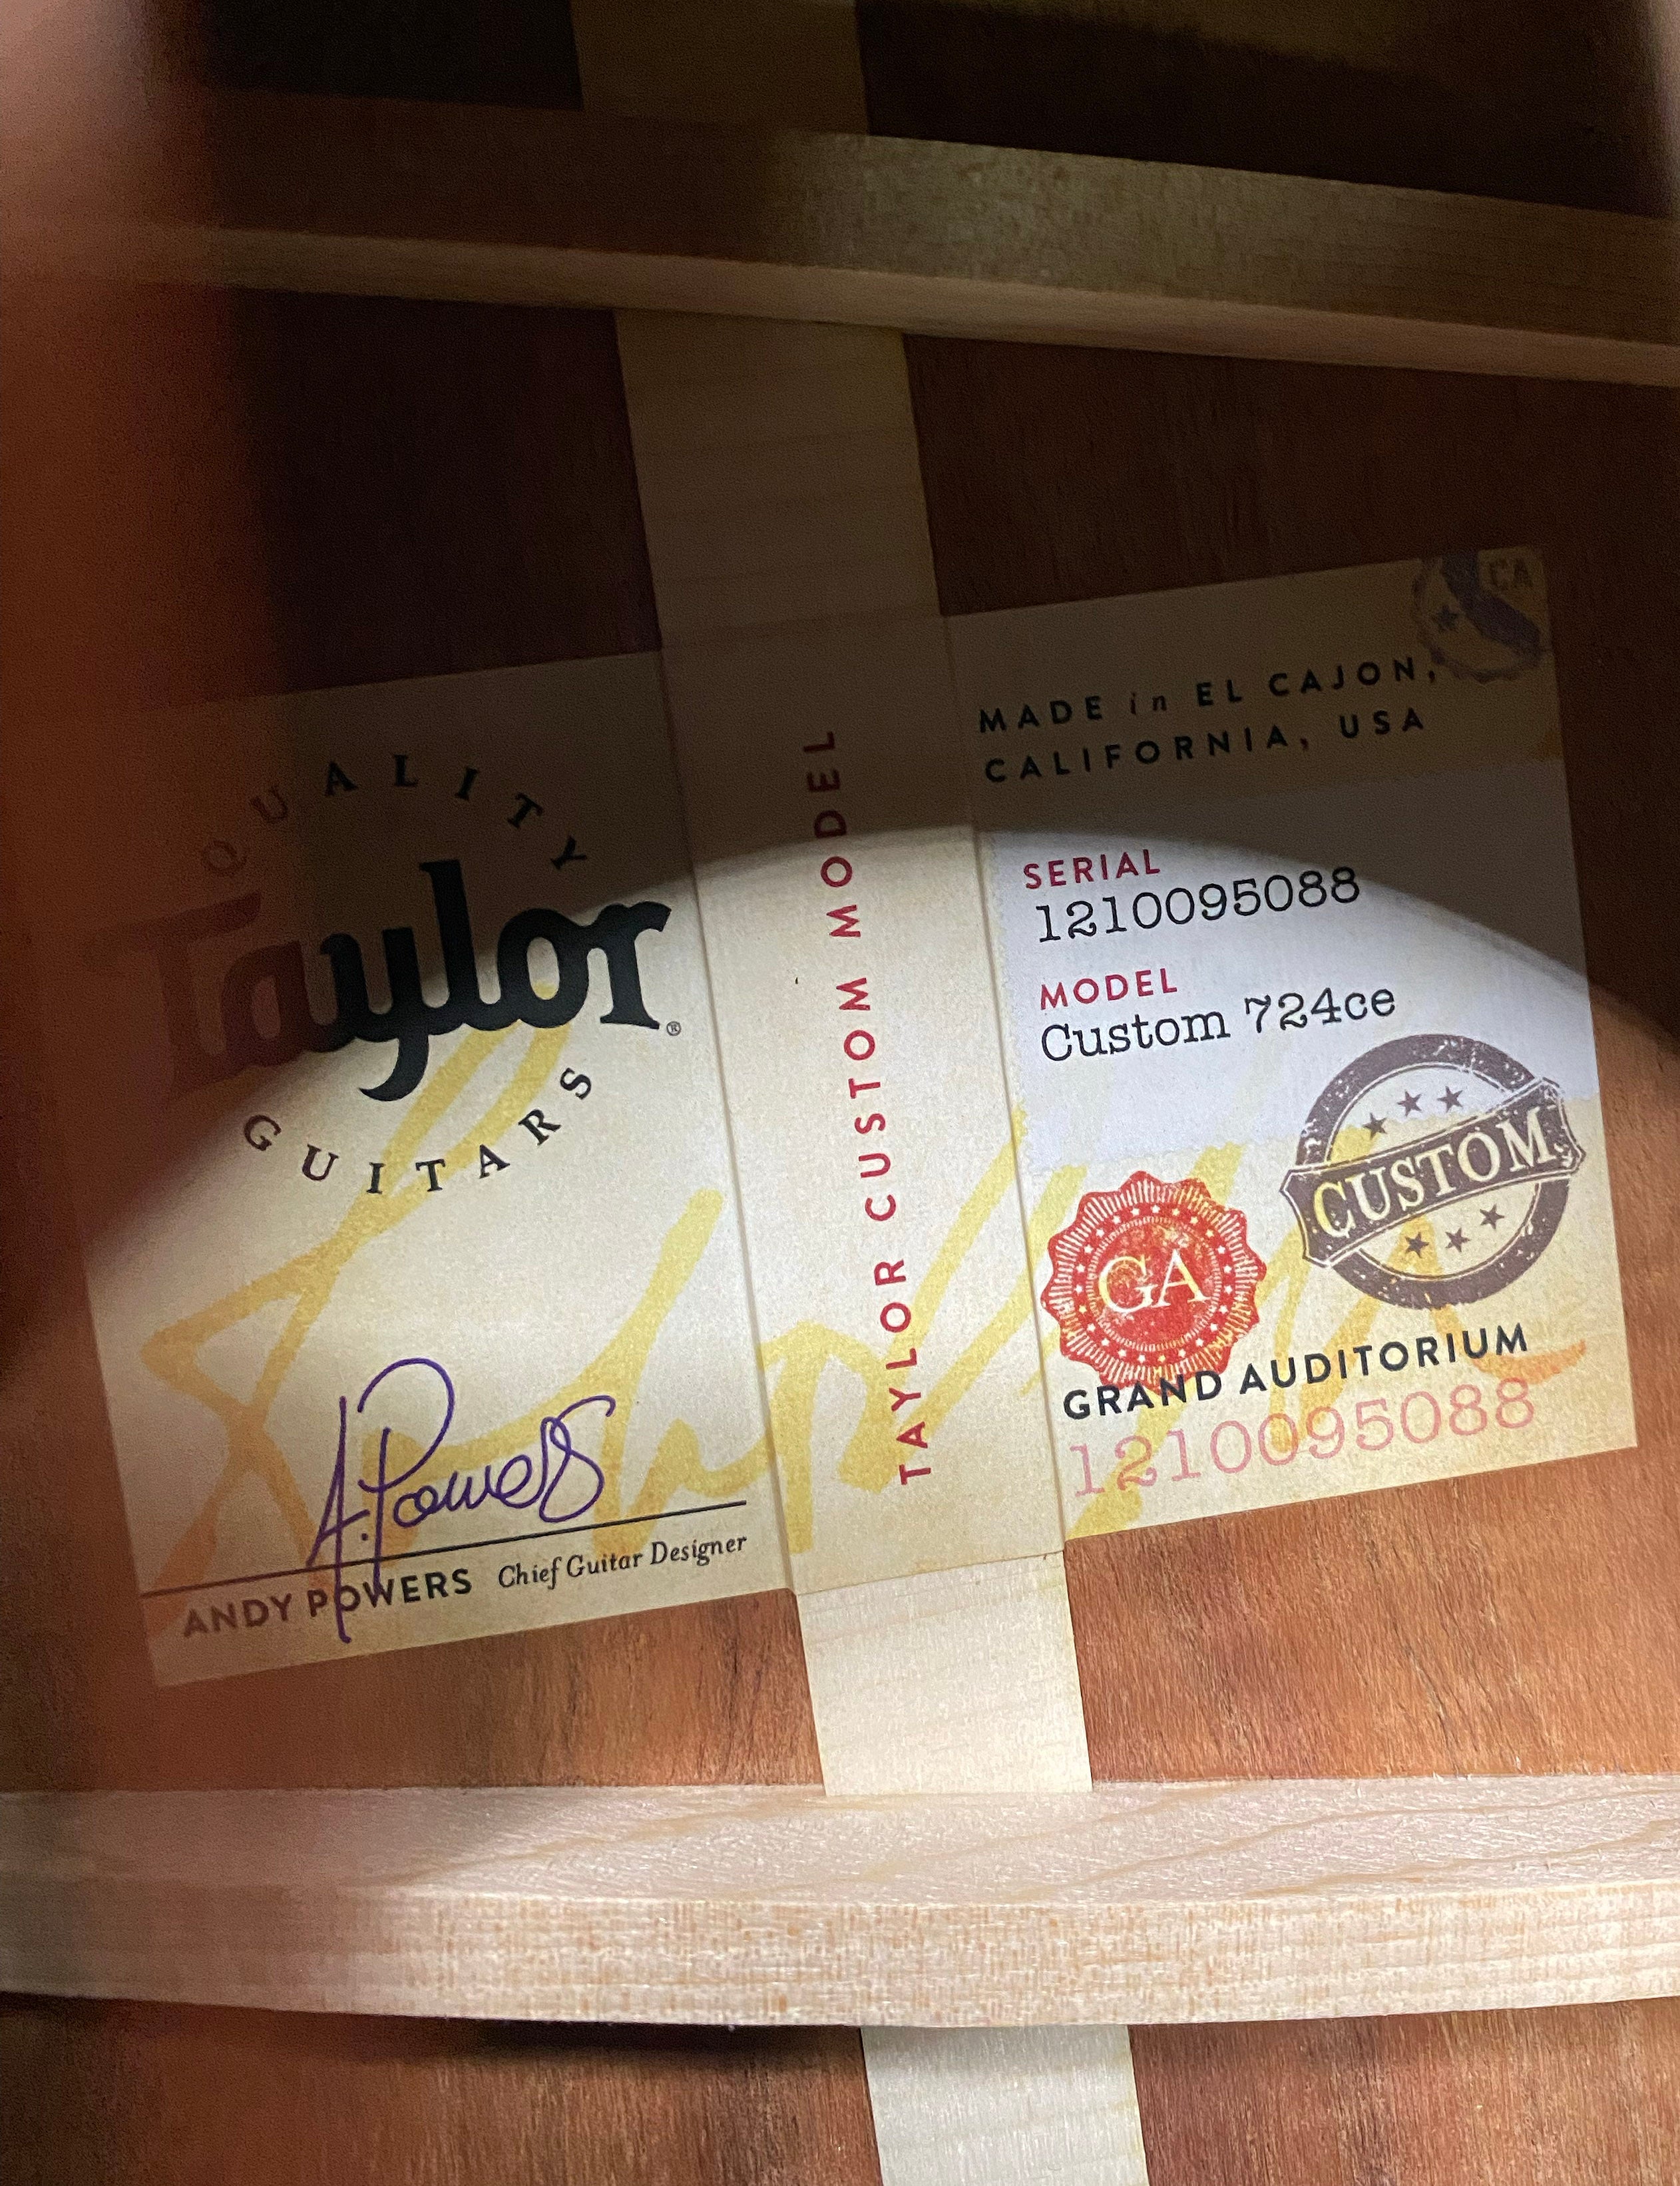 QUALITY
Taylor®
GUITARS
A. Powers
ANDY POWERS Chief Guitar Designer
TAYLOR CUSTOM MODEL
CA
MADE in EL CAJON,
CALIFORNIA, USA
SERIAL
1210095088
MODEL
Custom 724ce
CUSTOM
GA
GRAND AUDITORIUM
1210095088